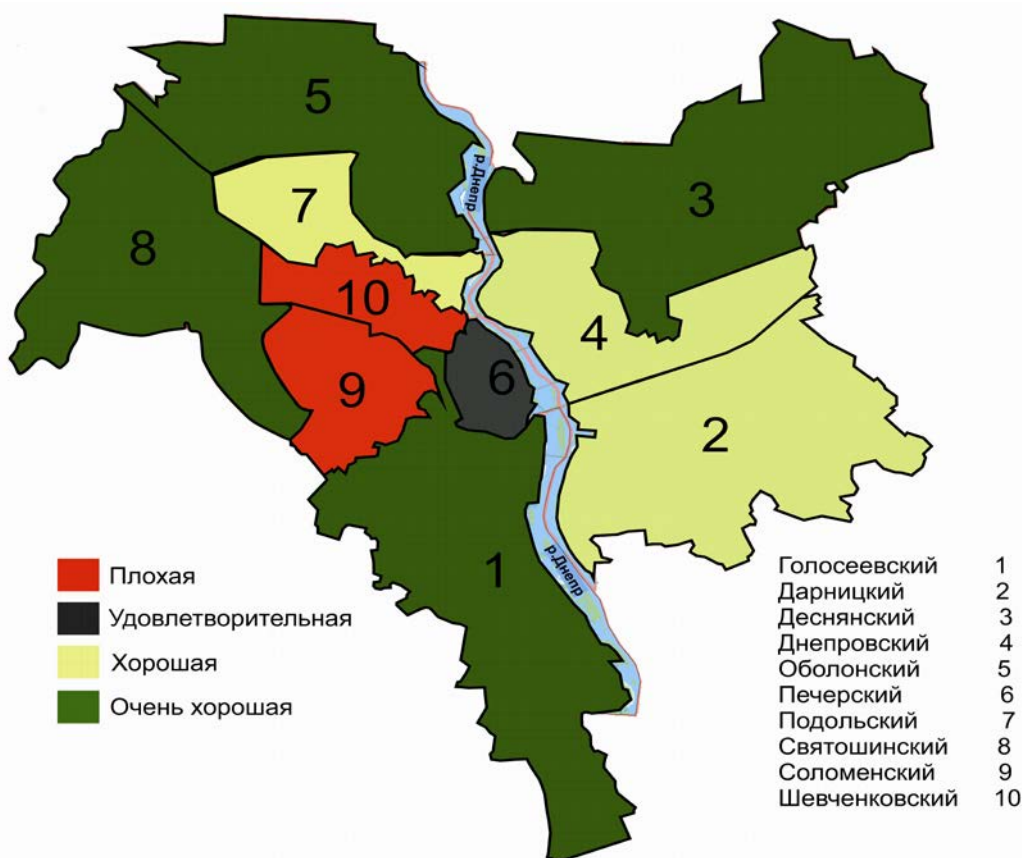 5
р.Днепр
3
7
8
10
4
6
9
2
1
р.Днепр
Плохая
Удовлетворительная
Хорошая
Очень хорошая
Голосеевский 1
Дарницкий 2
Деснянский 3
Днепровский 4
Оболонский 5
Печерский 6
Подольский 7
Святошинский 8
Соломенский 9
Шевченковский 10